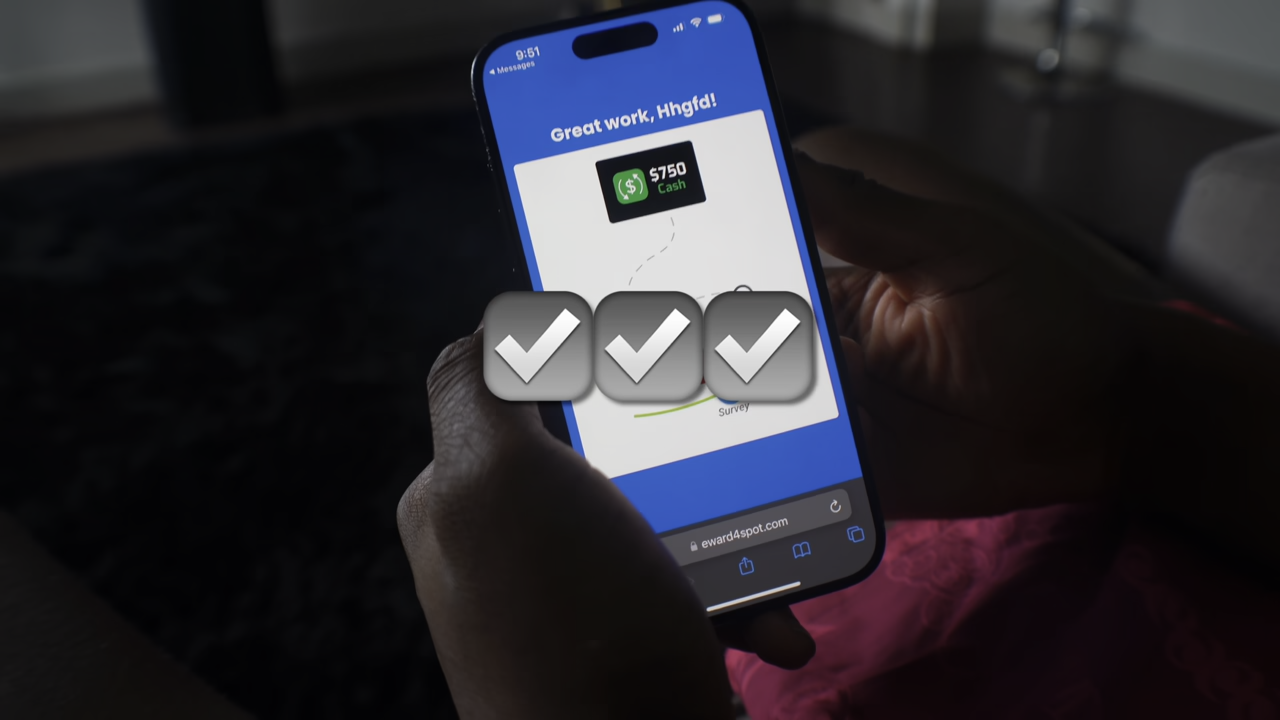 9:51
Messages
Great work, Hhgfd!
$750
Cash
Survey
eward4spot.com